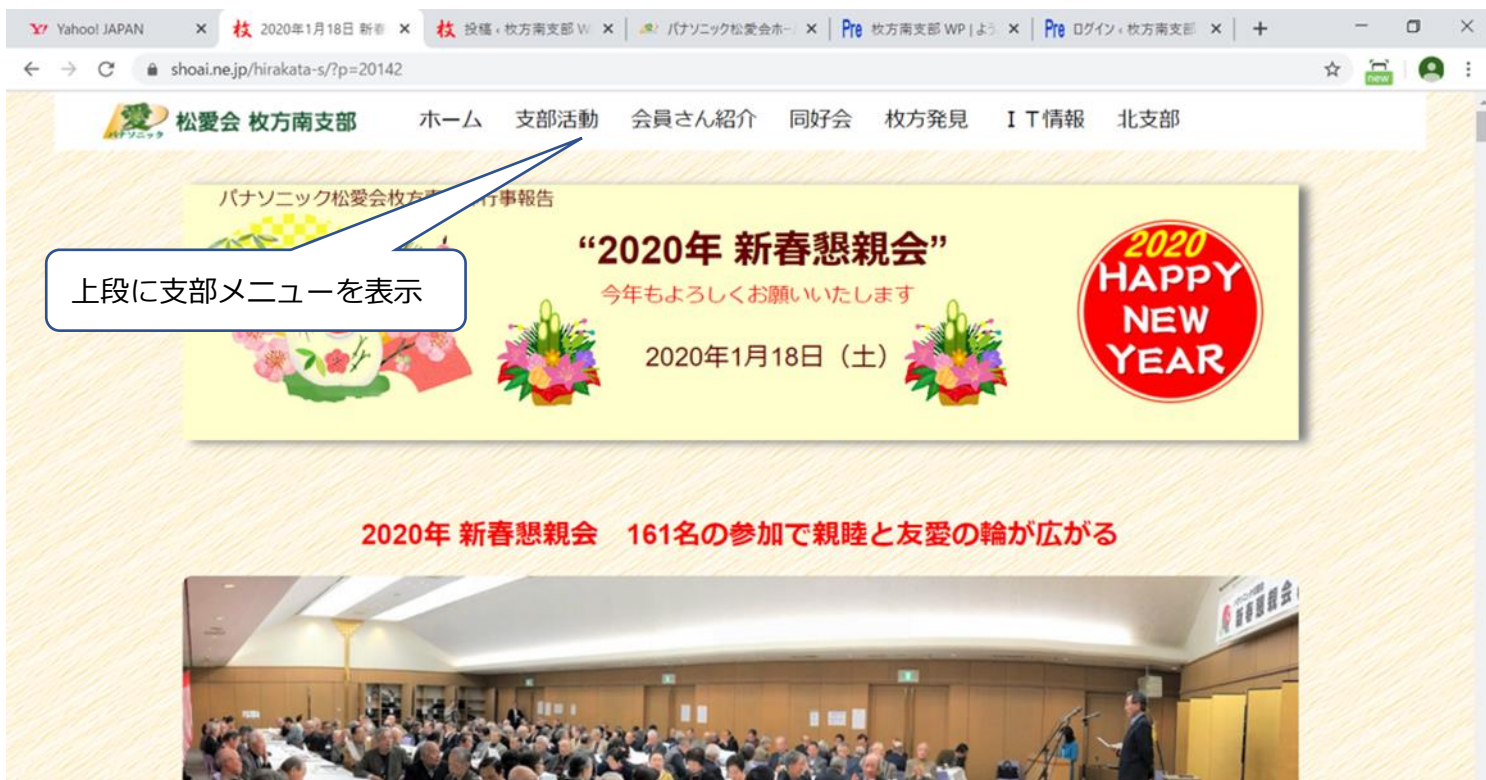 Yahoo! JAPAN
2020年1月18日 新春
投稿 ‹ 枚方南支部 W
パナソニック松愛会ホー
Pre 枚方南支部 WP | よう
Pre ログイン ‹ 枚方南支部
shoai.ne.jp/hirakata-s/?p=20142
new
愛
パナソニック
松愛会 枚方南支部
ホーム 支部活動 会員さん紹介 同好会 枚方発見 IT情報 北支部
パナソニック松愛会枚方 行事報告
“2020年 新春懇親会”
今年もよろしくお願いいたします
2020年1月18日（土）
2020
HAPPY
NEW
YEAR
上段に支部メニューを表示
2020年 新春懇親会　161名の参加で親睦と友愛の輪が広がる
新春懇親会